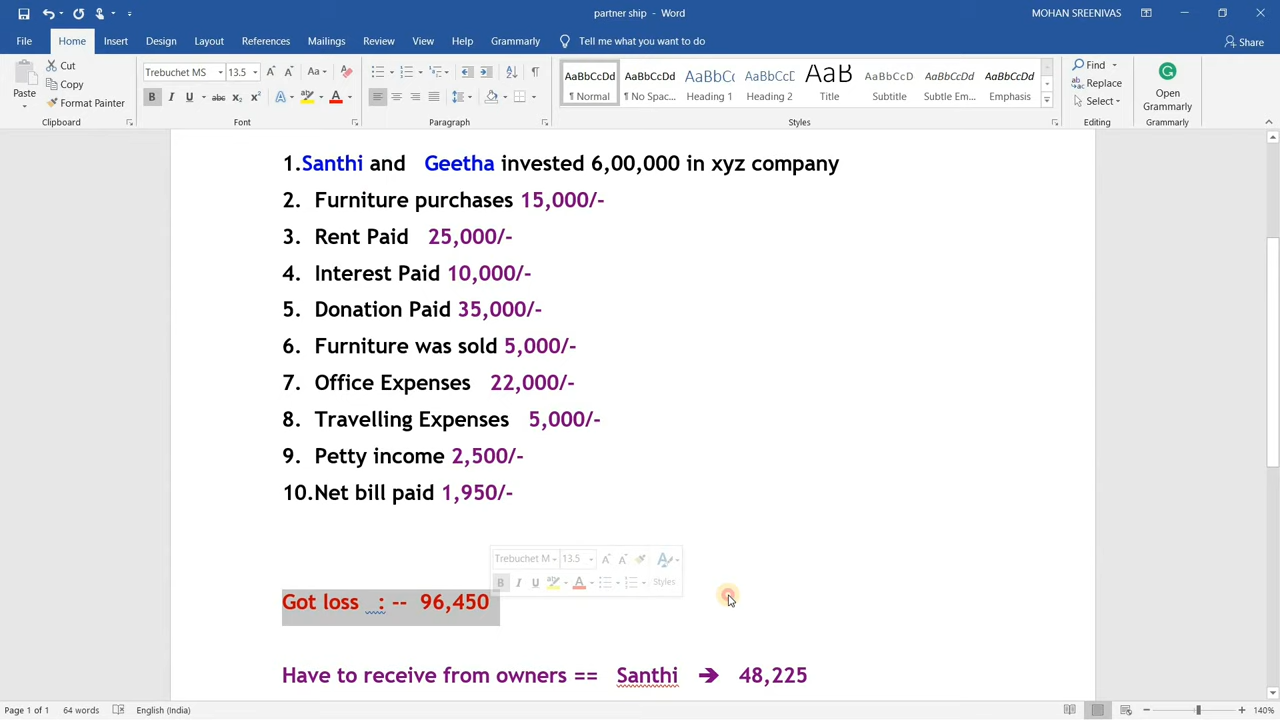 partner ship - Word
MOHAN SREENIVAS
File Home Insert Design Layout References Mailings Review View Help Grammarly Tell me what you want to do Share
Paste Cut Copy Format Painter
Clipboard
Trebuchet MS 13.5
Font
Paragraph
AaBbCcDd AaBbCcDd AaBbCc AaBbCcD AaB AaBbCcD AaBbCcDd AaBbCcDd
¶ Normal ¶ No Spac... Heading 1 Heading 2 Title Subtitle Subtle Em... Emphasis
Styles
Find Replace Select
Editing
Open Grammarly
Grammarly
1.Santhi and Geetha invested 6,00,000 in xyz company
2. Furniture purchases 15,000/-
3. Rent Paid 25,000/-
4. Interest Paid 10,000/-
5. Donation Paid 35,000/-
6. Furniture was sold 5,000/-
7. Office Expenses 22,000/-
8. Travelling Expenses 5,000/-
9. Petty income 2,500/-
10.Net bill paid 1,950/-
Trebuchet M 13.5
B I U Styles
Got loss : -- 96,450
Have to receive from owners == Santhi ➔ 48,225
Page 1 of 1 64 words English (India) 140%